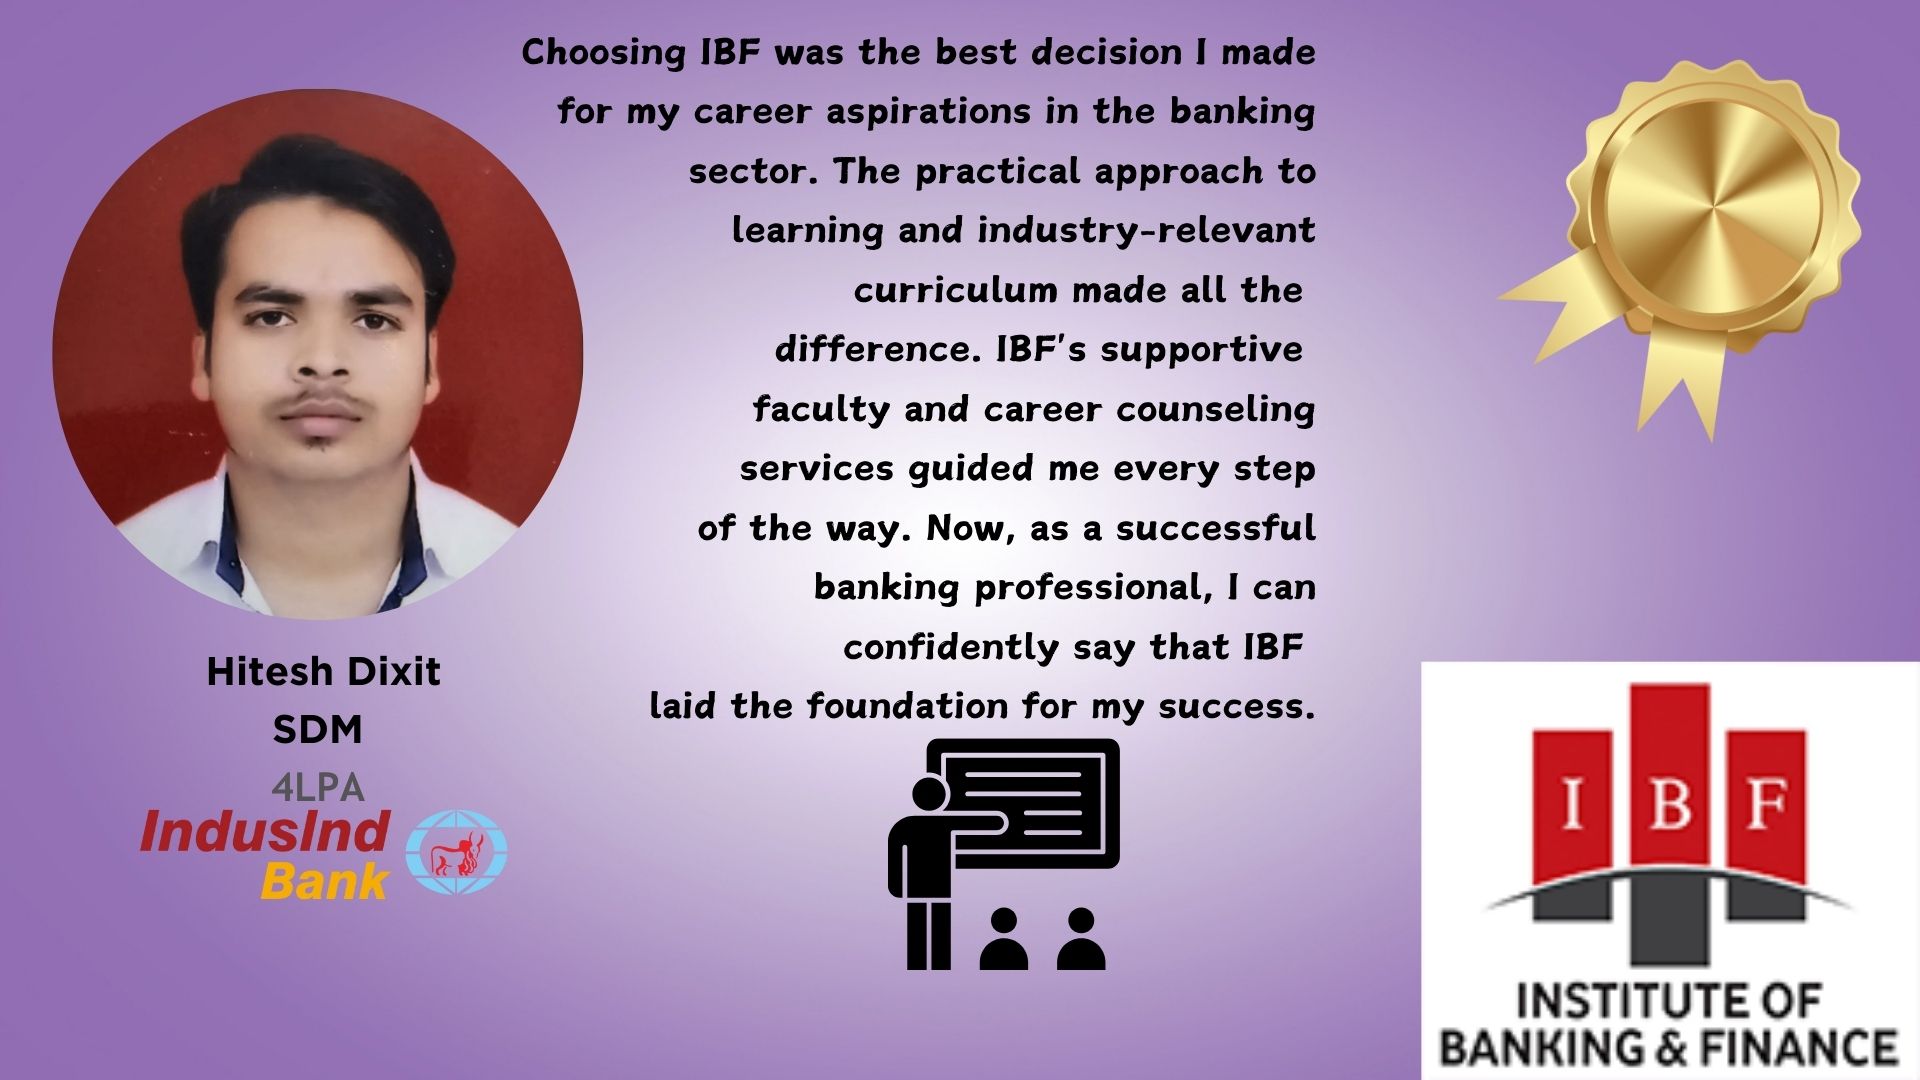 Choosing IBF was the best decision I made
for my career aspirations in the banking
sector. The practical approach to
learning and industry-relevant
curriculum made all the
difference. IBF's supportive
faculty and career counseling
services guided me every step
of the way. Now, as a successful
banking professional, I can
confidently say that IBF
laid the foundation for my success.
Hitesh Dixit
SDM
4LPA
IndusInd
Bank
I B F
INSTITUTE OF
BANKING & FINANCE